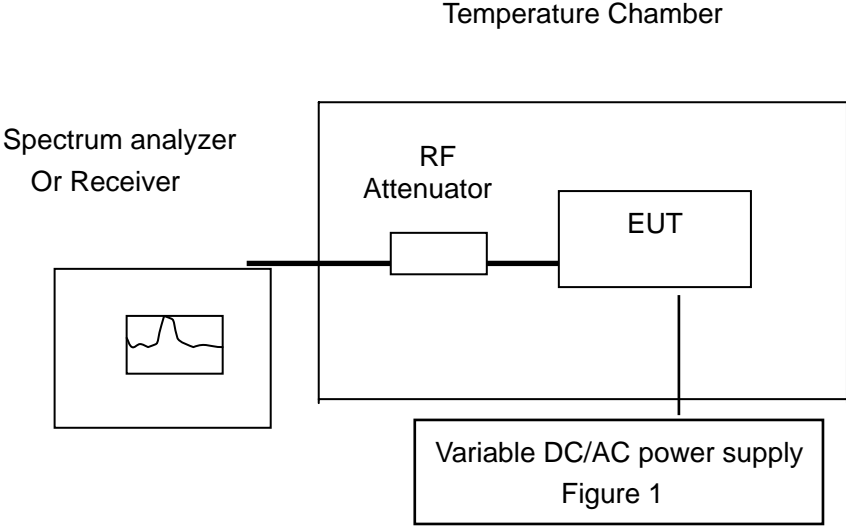 Temperature Chamber
Spectrum analyzer
Or Receiver
RF
Attenuator
EUT
Variable DC/AC power supply
Figure 1